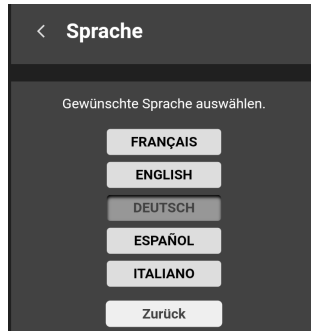 Sprache
Gewünschte Sprache auswählen.
FRANÇAIS
ENGLISH
DEUTSCH
ESPAÑOL
ITALIANO
Zurück